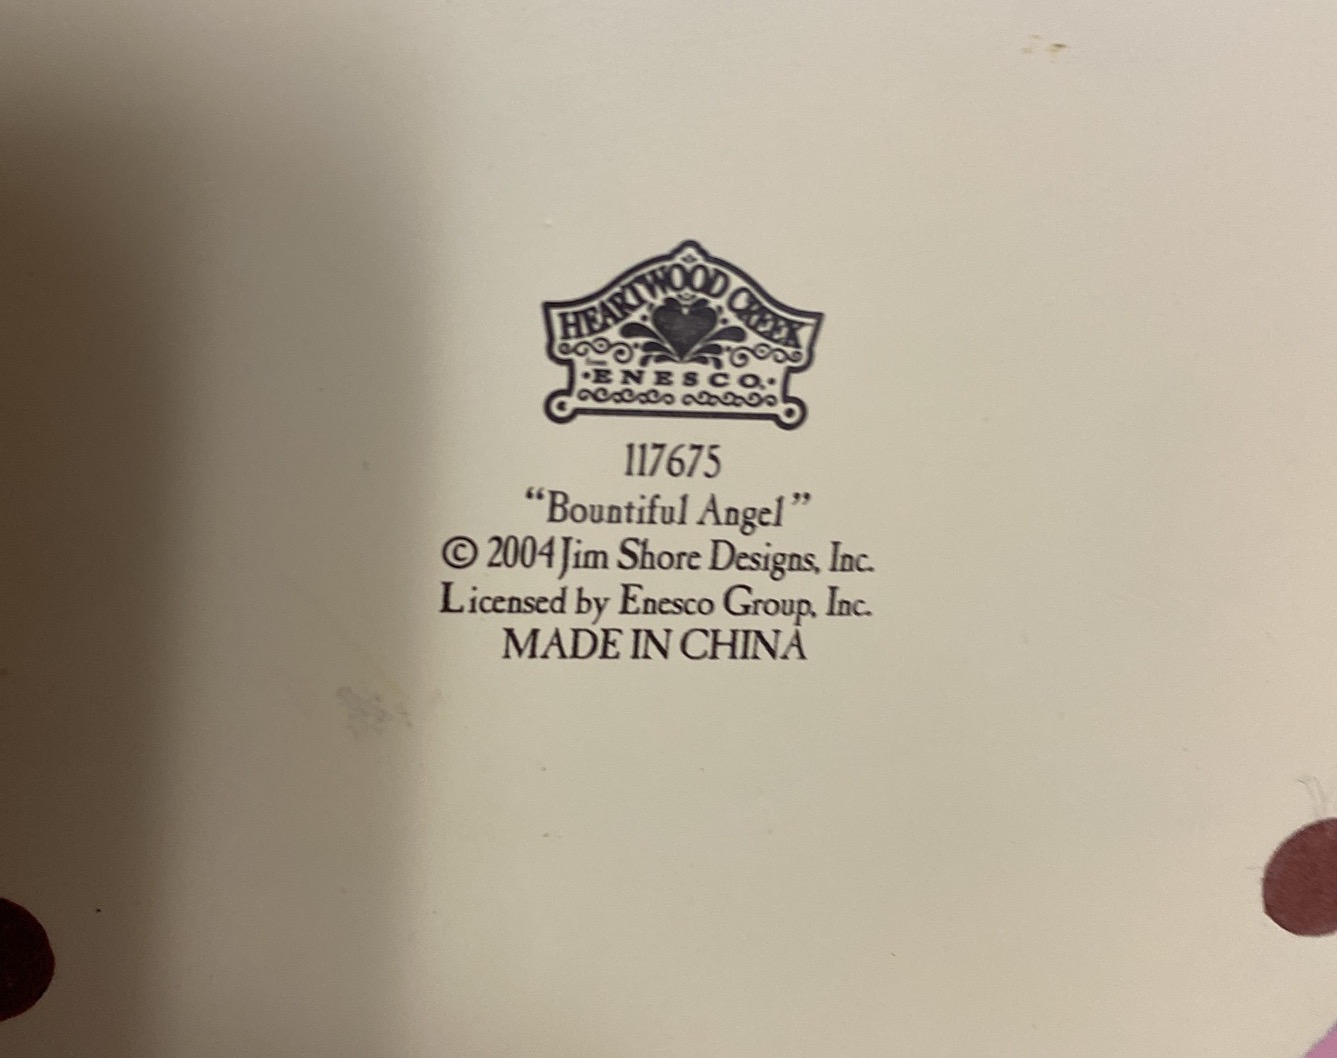 HEARTWOOD CREEK
ENESCO.
117675
“Bountiful Angel”
© 2004 Jim Shore Designs, Inc.
Licensed by Enesco Group, Inc.
MADE IN CHINA